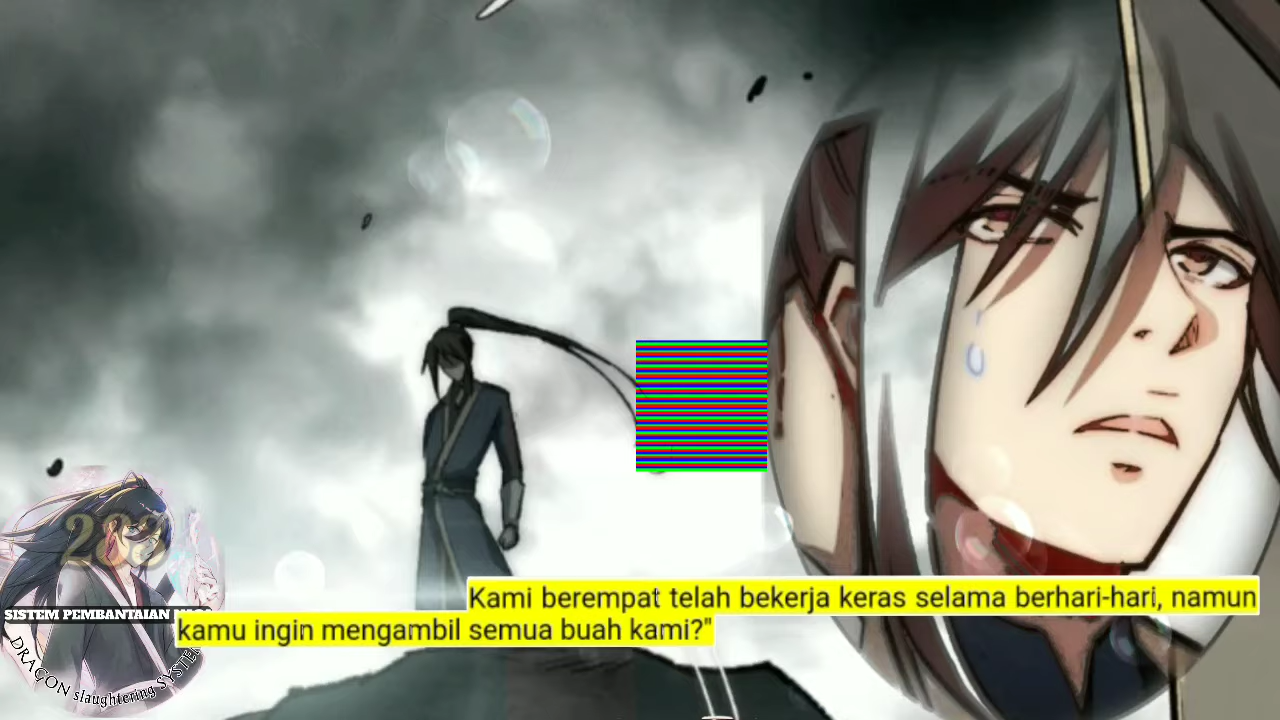 Kami berempat telah bekerja keras selama berhari-hari, namun
kamu ingin mengambil semua buah kami?"
SISTEM PEMBANTAIAN
DRAGON slaughtering